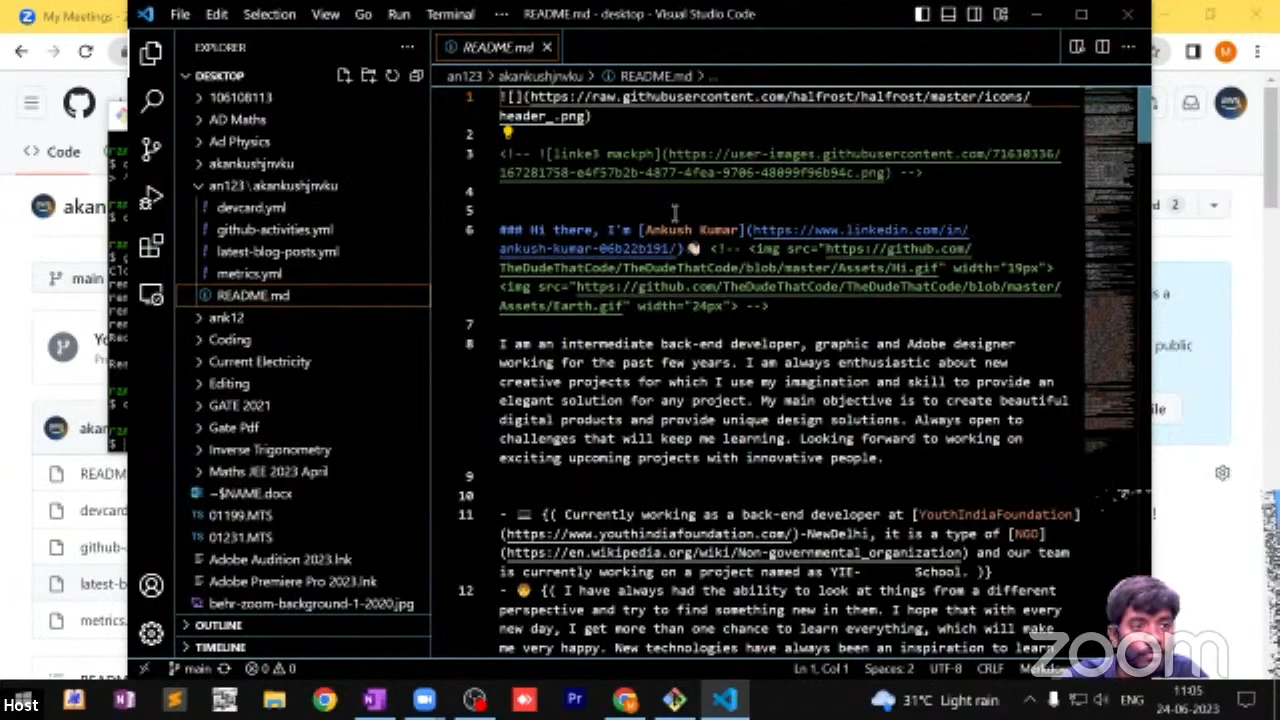 My Meetings -
File Edit Selection View Go Run Terminal ··· README.md - desktop - Visual Studio Code
EXPLORER
README.md
DESKTOP
an123 > akankushjnvku > README.md > ...
106108113
AD Maths
Ad Physics
akankushjnvku
an123 \ akankushjnvku
devcard.yml
github-activities.yml
latest-blog-posts.yml
metrics.yml
README.md
ank12
Coding
Current Electricity
Editing
GATE 2021
Gate Pdf
Inverse Trigonometry
Maths JEE 2023 April
~$NAME.docx
01199.MTS
01231.MTS
Adobe Audition 2023.lnk
Adobe Premiere Pro 2023.lnk
behr-zoom-background-1-2020.jpg
OUTLINE
TIMELINE
1 ![](https://raw.githubusercontent.com/halfrost/halfrost/master/icons/
header_.png)
2
3 <!-- ![linke3 mackph](https://user-images.githubusercontent.com/71630336/
167281758-e4f57b2b-4877-4fea-9706-48099f96b94c.png) -->
4
5
6 ### Hi there, I'm [Ankush Kumar](https://www.linkedin.com/in/
ankush-kumar-06b22b191/)👋 <!-- <img src="https://github.com/
TheDudeThatCode/TheDudeThatCode/blob/master/Assets/Hi.gif" width="19px">
<img src="https://github.com/TheDudeThatCode/TheDudeThatCode/blob/master/
Assets/Earth.gif" width="24px"> -->
7
8 I am an intermediate back-end developer, graphic and Adobe designer
working for the past few years. I am always enthusiastic about new
creative projects for which I use my imagination and skill to provide an
elegant solution for any project. My main objective is to create beautiful
digital products and provide unique design solutions. Always open to
challenges that will keep me learning. Looking forward to working on
exciting upcoming projects with innovative people.
9
10
11 - 💻 {( Currently working as a back-end developer at [YouthIndiaFoundation]
(https://www.youthindiafoundation.com/)-NewDelhi, it is a type of [NGO]
(https://en.wikipedia.org/wiki/Non-governmental_organization) and our team
is currently working on a project named as YIE- School. )}
12 - {( I have always had the ability to look at things from a different
perspective and try to find something new in them. I hope that with every
new day, I get more than one chance to learn everything, which will make
me very happy. New technologies have always been an inspiration to learn
main 0 0 Ln 1, Col 1 Spaces: 2 UTF-8 CRLF
Code
akan
main
akan
READM
devcard
github-
latest-b
metrics.
2
public
zoom
Host
31°C Light rain ENG 11:05
24-06-2023